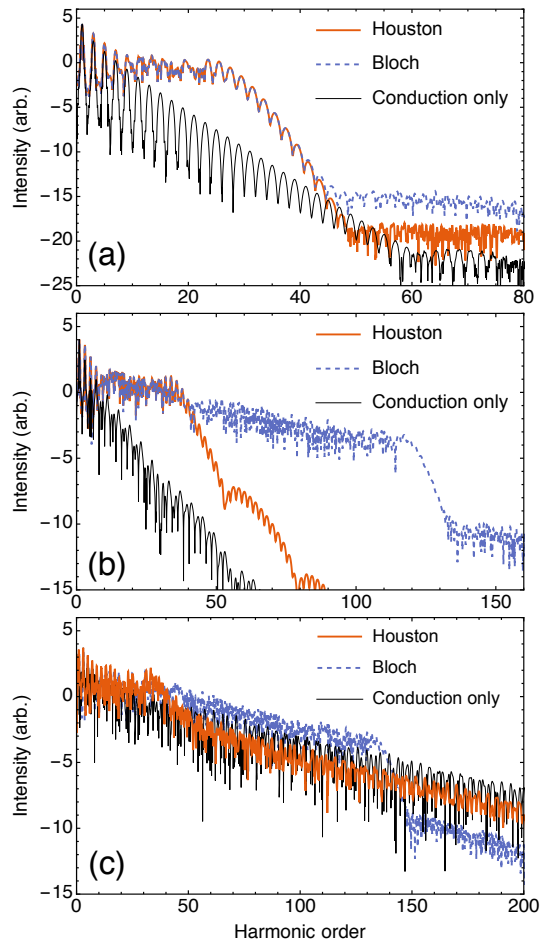 5
0
−5
−10
−15
−20
−25
Intensity (arb.)
Houston
Bloch
Conduction only
(a)
0 20 40 60 80
5
0
−5
−10
−15
Intensity (arb.)
Houston
Bloch
Conduction only
(b)
0 50 100 150
5
0
−5
−10
−15
Intensity (arb.)
Houston
Bloch
Conduction only
(c)
0 50 100 150 200
Harmonic order